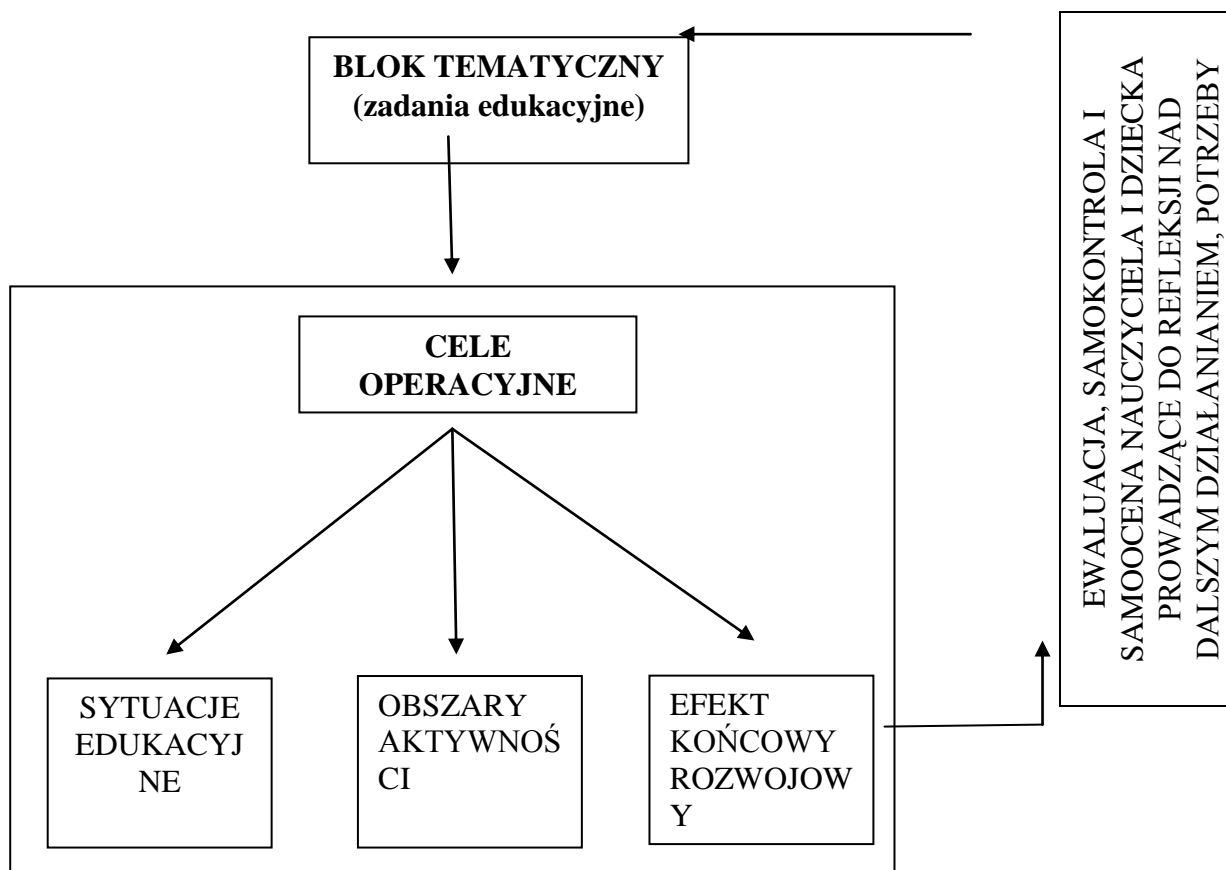 BLOK TEMATYCZNY
(zadania edukacyjne)
CELE
OPERACYJNE
SYTUACJE
EDUKACYJ
NE
OBSZARY
AKTYWNOŚ
CI
EFEKT
KOŃCOWY
ROZWOJOW
Y
EWALUACJA, SAMOKONTROLA I
SAMOOCENA NAUCZYCIELA I DZIECKA
PROWADZĄCE DO REFLEKSJI NAD
DALSZYM DZIAŁANIANIEM, POTRZEBY